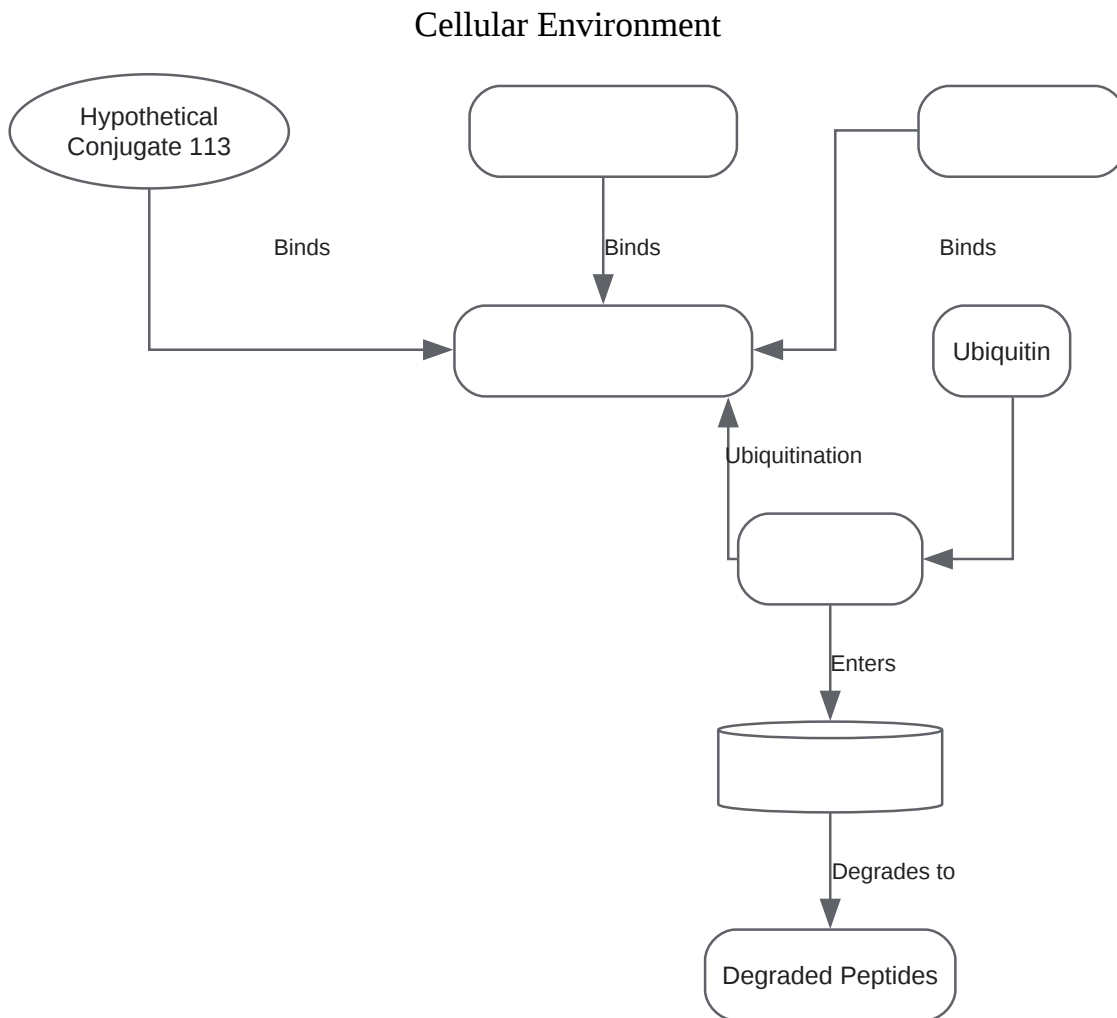 Cellular Environment
Hypothetical
Conjugate 113
Binds
Binds
Binds
Ubiquitin
Ubiquitination
Enters
Degrades to
Degraded Peptides